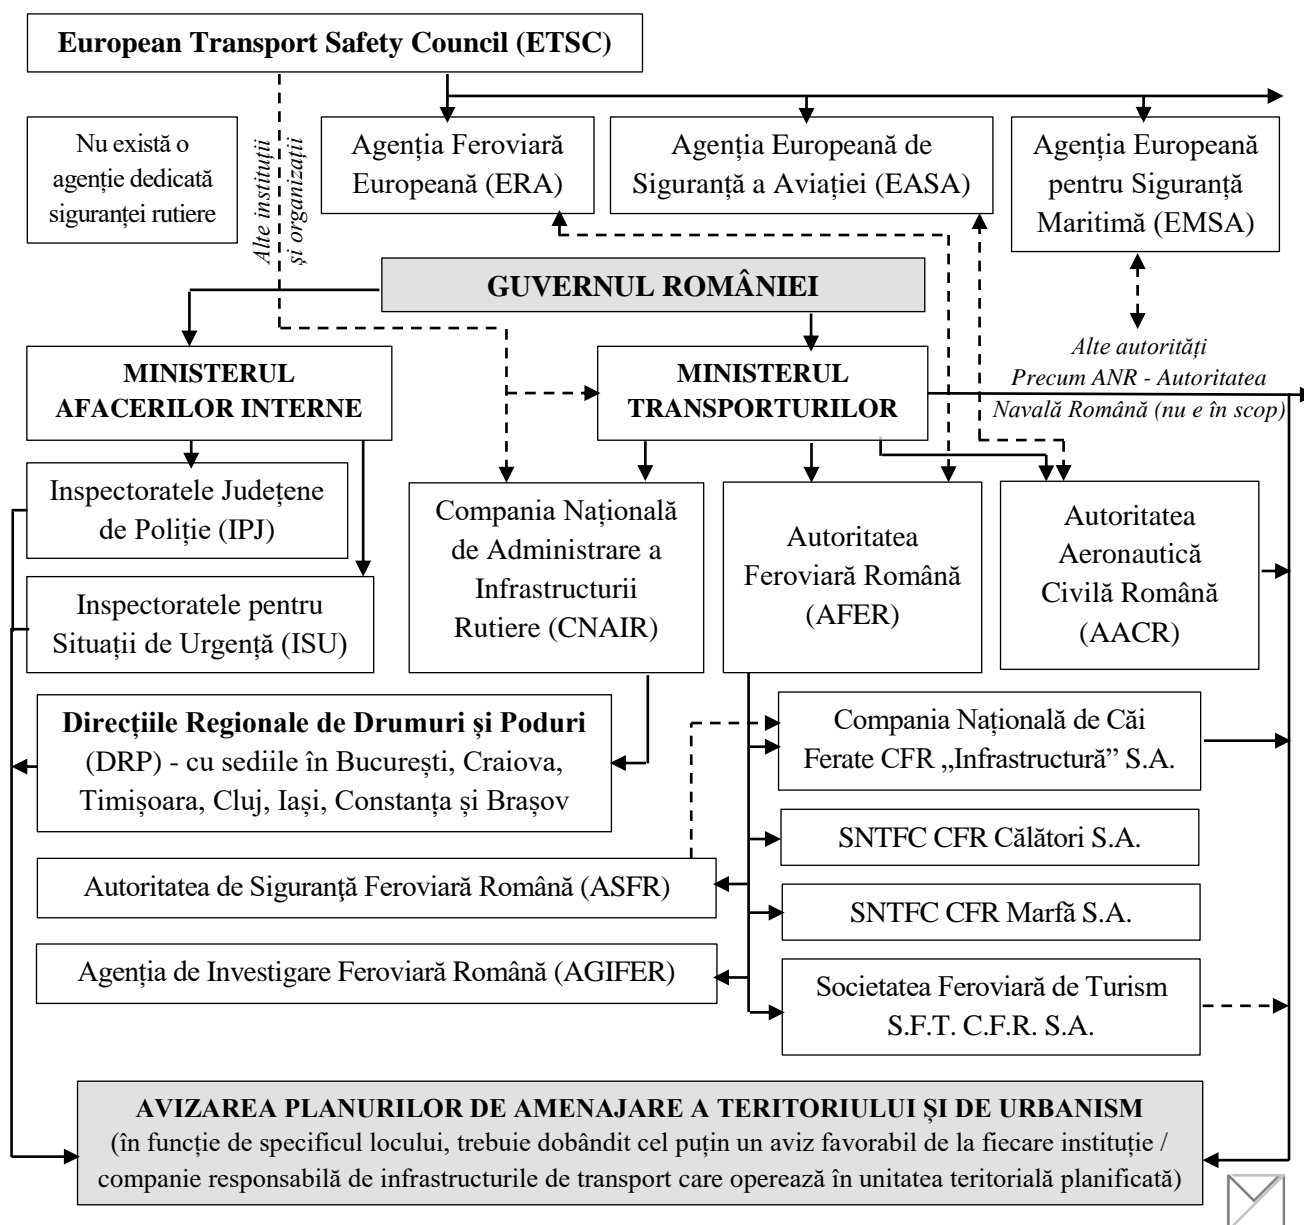 European Transport Safety Council (ETSC)
Nu există o
agenție dedicată
siguranței rutiere
Alte instituții
și organizații
Agenția Feroviară
Europeană (ERA)
Agenția Europeană de
Siguranță a Aviației (EASA)
Agenția Europeană
pentru Siguranță
Maritimă (EMSA)
GUVERNUL ROMÂNIEI
MINISTERUL
AFACERILOR INTERNE
MINISTERUL
TRANSPORTURILOR
Alte autorități
Precum ANR - Autoritatea
Navală Română (nu e în scop)
Inspectoratele Județene
de Poliție (IPJ)
Inspectoratele pentru
Situații de Urgență (ISU)
Compania Națională
de Administrare a
Infrastructurii
Rutiere (CNAIR)
Autoritatea
Feroviară Română
(AFER)
Autoritatea
Aeronautică
Civilă Română
(AACR)
Direcțiile Regionale de Drumuri și Poduri
(DRP) - cu sediile în București, Craiova,
Timișoara, Cluj, Iași, Constanța și Brașov
Compania Națională de Căi
Ferate CFR „Infrastructură” S.A.
SNTFC CFR Călători S.A.
Autoritatea de Siguranţă Feroviară Română (ASFR)
SNTFC CFR Marfă S.A.
Agenția de Investigare Feroviară Română (AGIFER)
Societatea Feroviară de Turism
S.F.T. C.F.R. S.A.
AVIZAREA PLANURILOR DE AMENAJARE A TERITORIULUI ȘI DE URBANISM
(în funcție de specificul locului, trebuie dobândit cel puțin un aviz favorabil de la fiecare instituție /
companie responsabilă de infrastructurile de transport care operează în unitatea teritorială planificată)